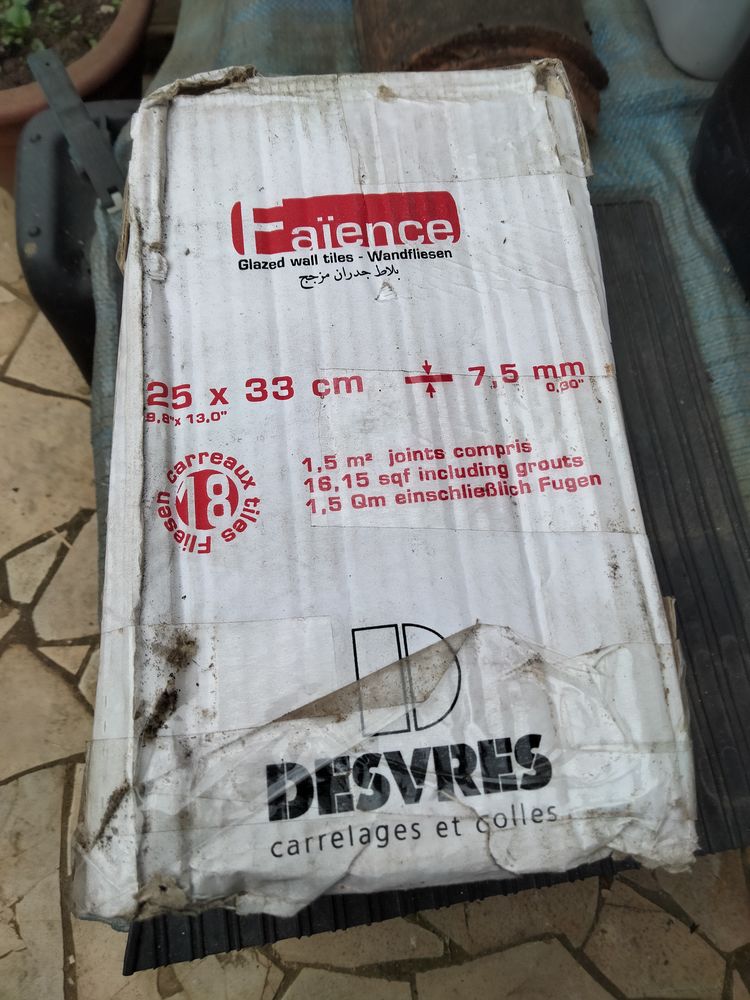 Faïence
Glazed wall tiles - Wandfliesen
بلاط جدران مزجج
25 x 33 cm
7,5 mm
9,8"x 13,0"
0,30"
carreaux tiles Fliesen
18
1,5 m² joints compris
16,15 sqf including grouts
1,5 Qm einschließlich Fugen
DESVRES
carrelages et colles